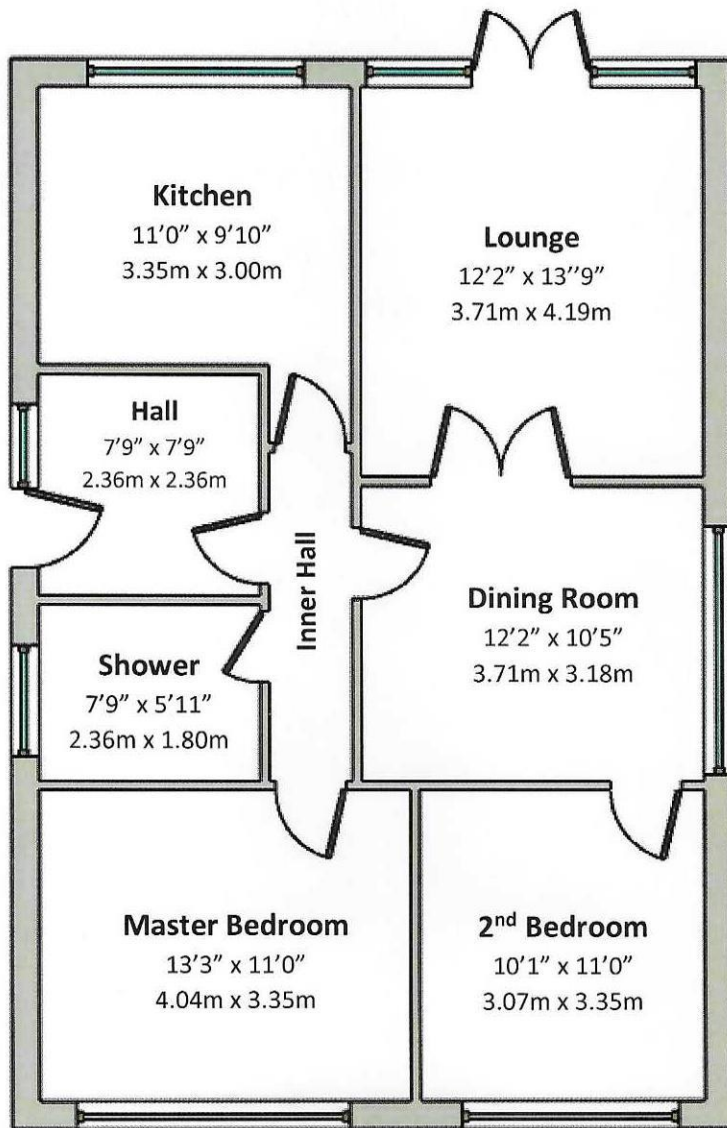 Kitchen
11’0” x 9’10”
3.35m x 3.00m
Lounge
12’2” x 13’’9”
3.71m x 4.19m
Hall
7’9” x 7’9”
2.36m x 2.36m
Inner Hall
Dining Room
12’2” x 10’5”
3.71m x 3.18m
Shower
7’9” x 5’11”
2.36m x 1.80m
Master Bedroom
13’3” x 11’0”
4.04m x 3.35m
2nd Bedroom
10’1” x 11’0”
3.07m x 3.35m